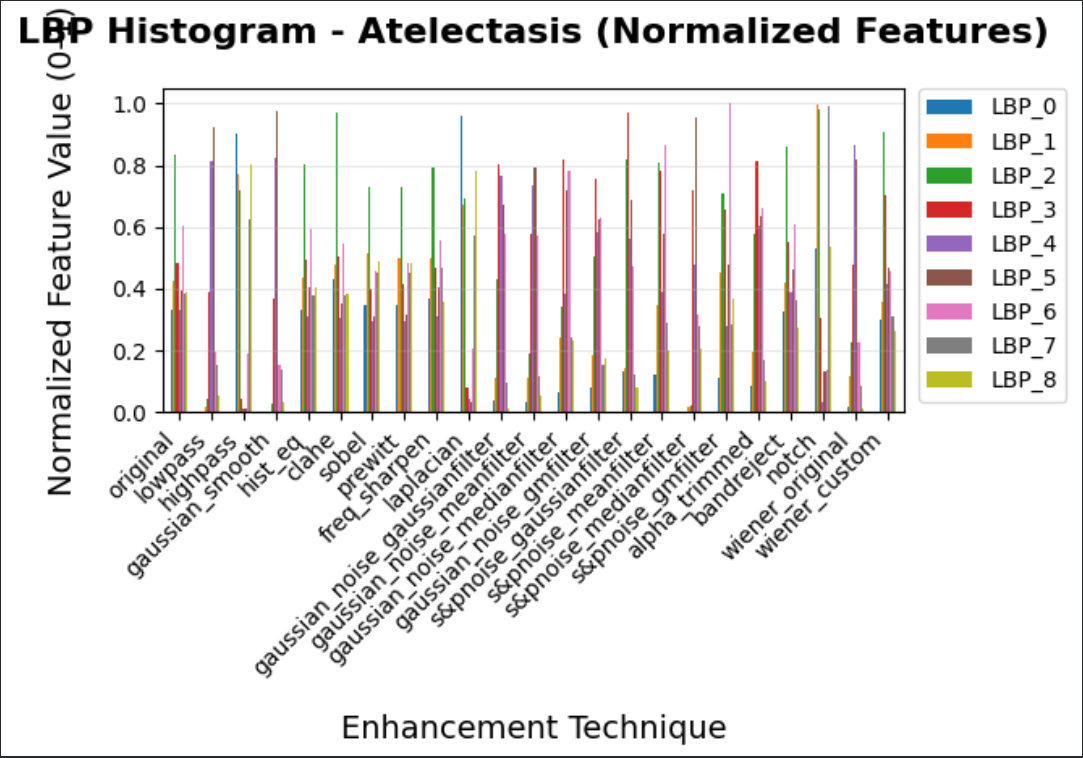 LBP Histogram - Atelectasis (Normalized Features)
Normalized Feature Value (0-1)
1.0
0.8
0.6
0.4
0.2
0.0
LBP_0
LBP_1
LBP_2
LBP_3
LBP_4
LBP_5
LBP_6
LBP_7
LBP_8
original
lowpass
highpass
gaussian_smooth
hist_eq
clahe
sobel
prewitt
freq_sharpen
laplacian
gaussian_noise_gaussianfilter
gaussian_noise_meanfilter
gaussian_noise_medianfilter
gaussian_noise_gmfilter
s&pnoise_gaussianfilter
s&pnoise_meanfilter
s&pnoise_medianfilter
s&pnoise_gmfilter
alpha_trimmed
bandreject
notch
wiener_original
wiener_custom
Enhancement Technique